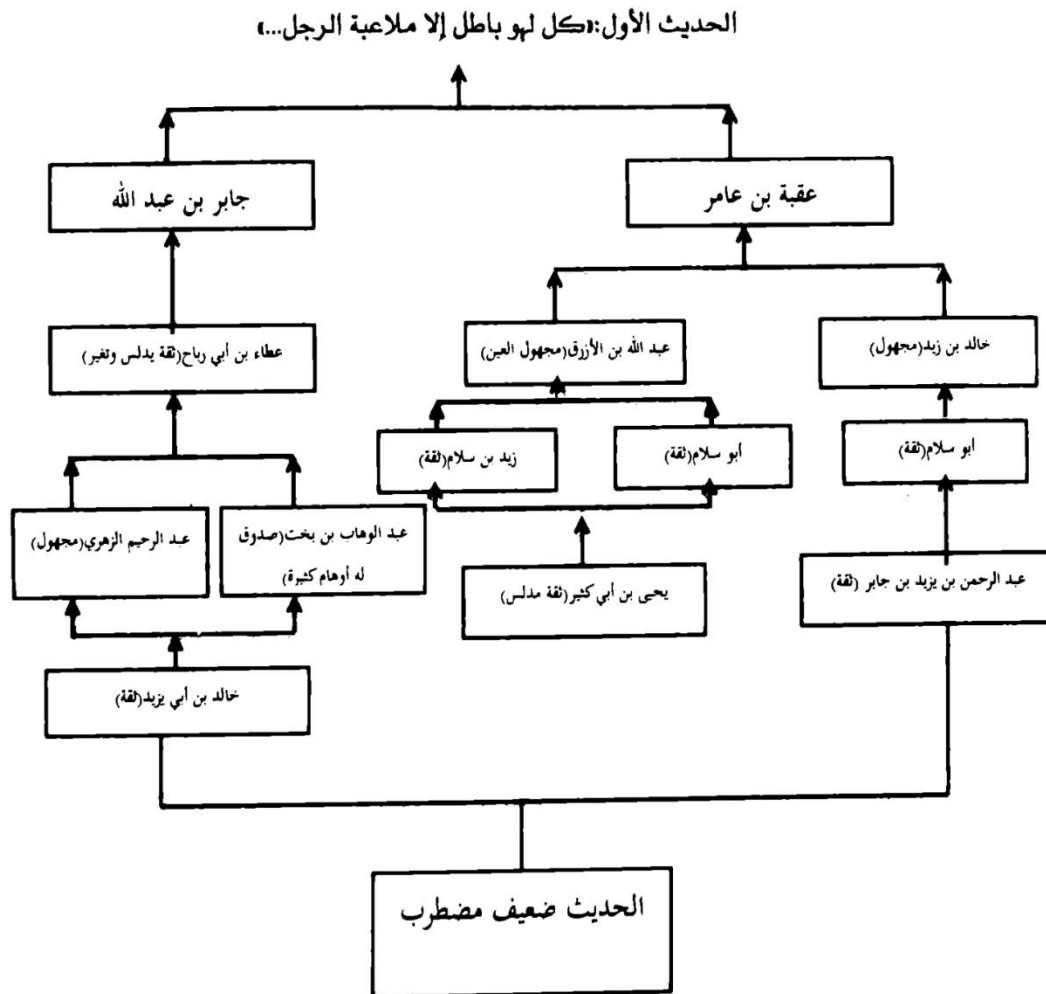 الحديث الأول:«كل لهو باطل إلا ملاعبة الرجل...»
عقبة بن عامر
جابر بن عبد الله
خالد بن زيد(مجهول)
عبد الله بن الأزرق(مجهول العين)
عطاء بن أبي رباح(ثقة يدلس وتغير)
أبو سلام(ثقة)
أبو سلام(ثقة)
زيد بن سلام(ثقة)
عبد الوهاب بن بخت(صدوق
له أوهام كثيرة)
عبد الرحيم الزهري(مجهول)
عبد الرحمن بن يزيد بن جابر (ثقة)
يحيى بن أبي كثير(ثقة مدلس)
خالد بن أبي يزيد(ثقة)
الحديث ضعيف مضطرب